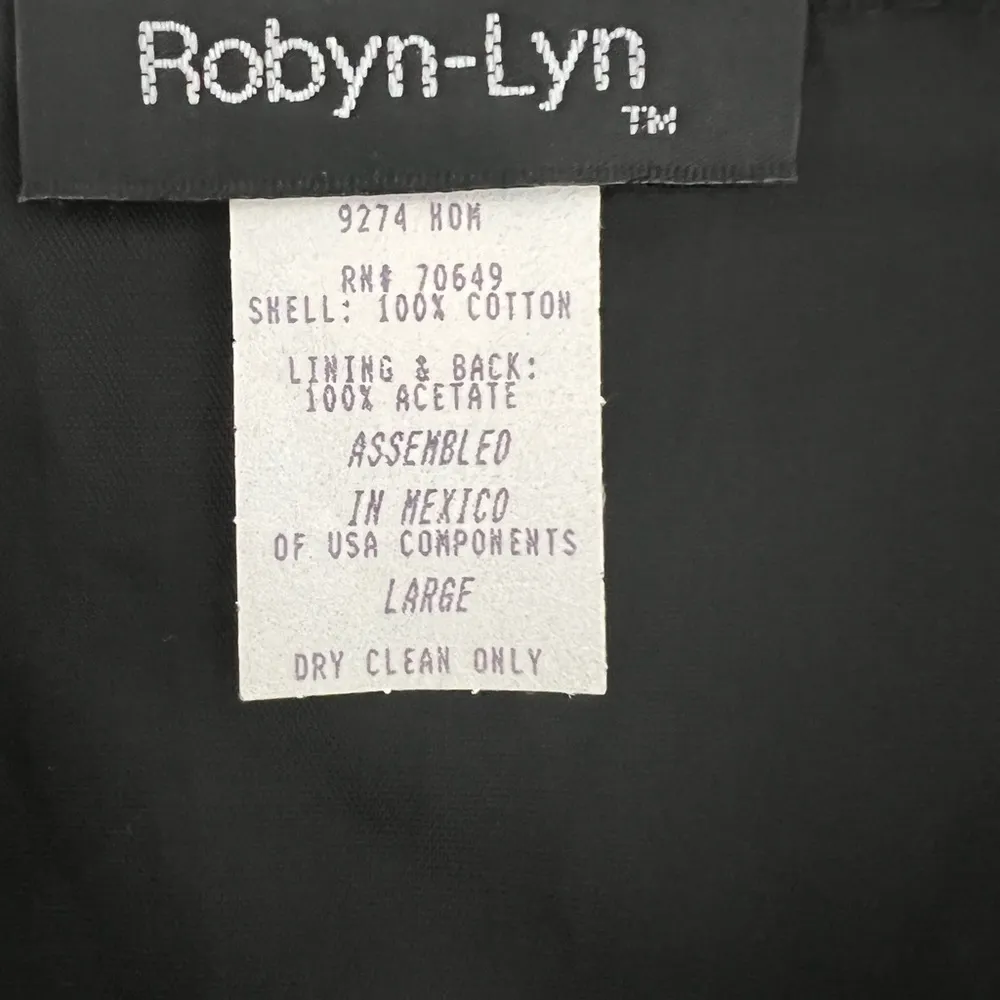 Robyn-Lyn
TM
9274 HOM
RN# 70649
SHELL: 100% COTTON
LINING & BACK:
100% ACETATE
ASSEMBLED
IN MEXICO
OF USA COMPONENTS
LARGE
DRY CLEAN ONLY